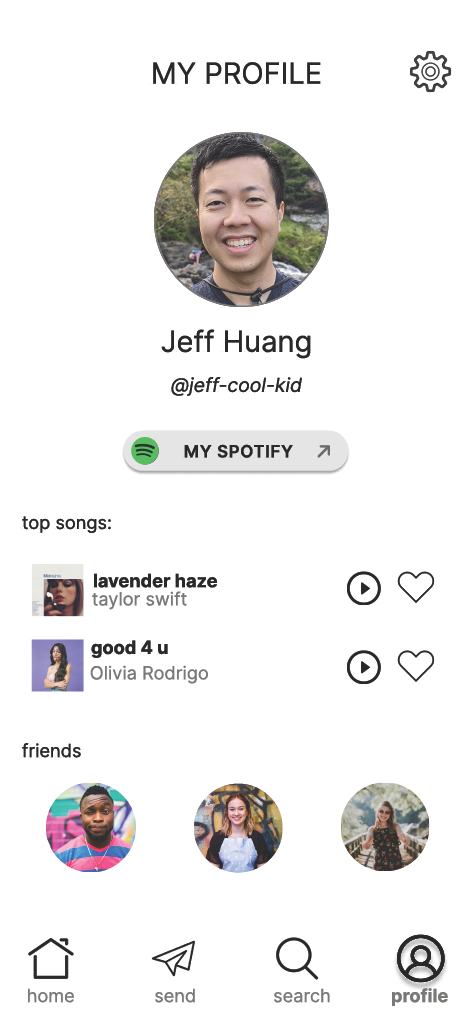 MY PROFILE
Jeff Huang
@jeff-cool-kid
MY SPOTIFY
top songs:
lavender haze
taylor swift
good 4 u
Olivia Rodrigo
friends
home
send
search
profile